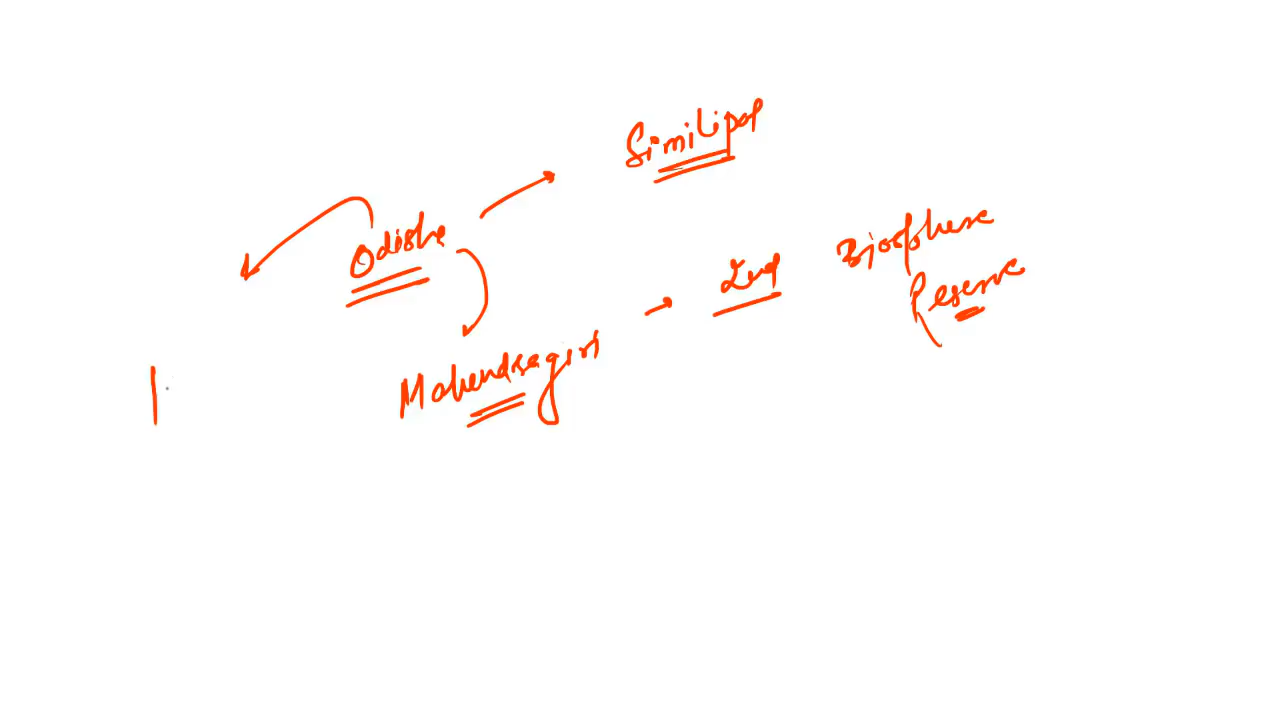 Similipal
Odisha
2nd Biosphere
Reserve
Mahendragiri